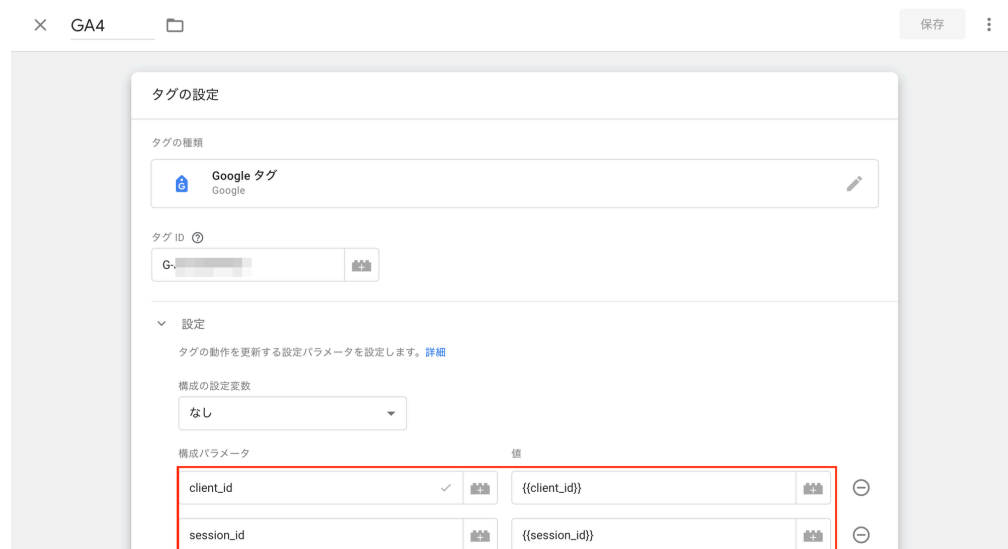 GA4
保存
タグの設定
タグの種類
Google タグ
Google
タグ ID
G-
設定
タグの動作を更新する設定パラメータを設定します。詳細
構成の設定変数
なし
構成パラメータ 値
client_id {{client_id}}
session_id {{session_id}}